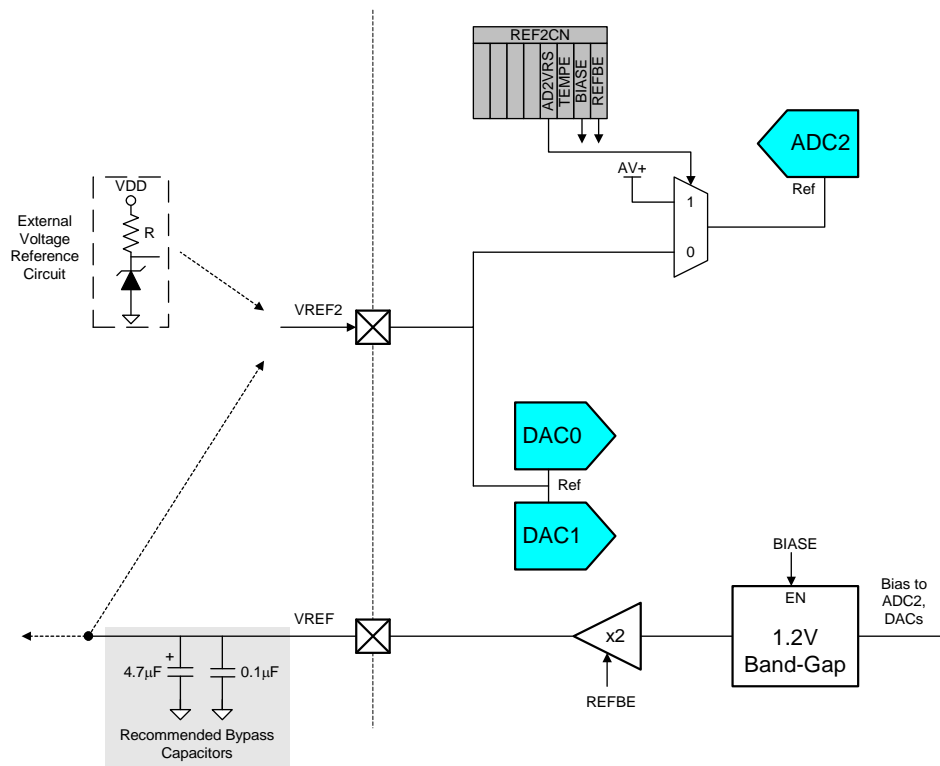 REF2CN
AD2VRS
TEMPE
BIASE
REFBE
ADC2
Ref
AV+
1
0
VDD
R
External
Voltage
Reference
Circuit
VREF2
DAC0
Ref
DAC1
BIASE
EN
1.2V
Band-Gap
Bias to
ADC2,
DACs
VREF
x2
REFBE
+
4.7µF
0.1µF
Recommended Bypass
Capacitors